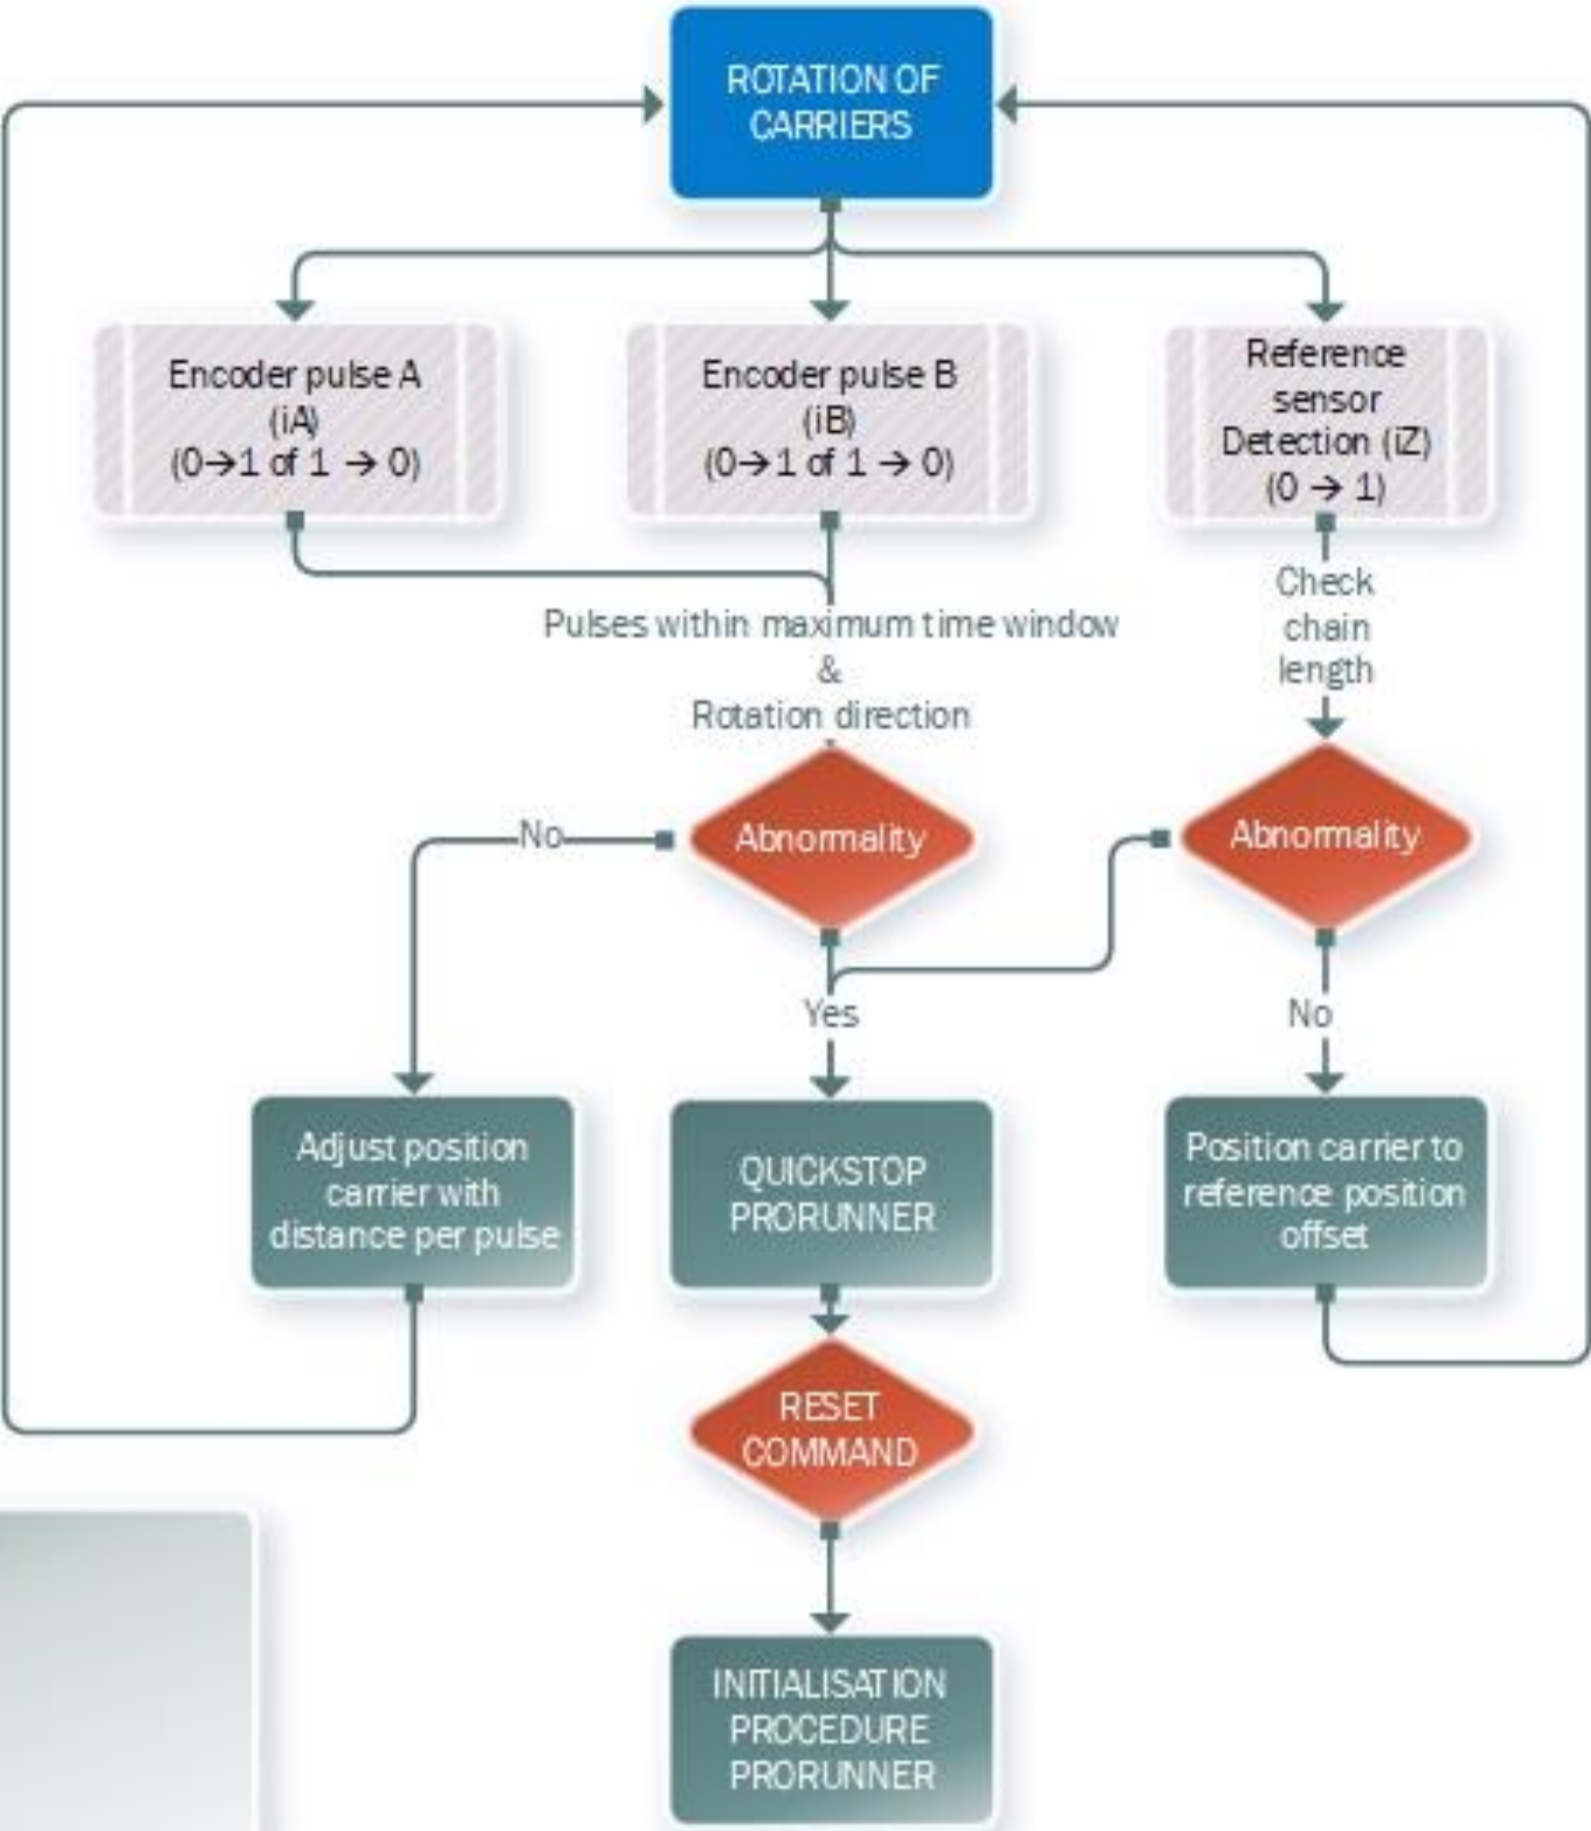 ROTATION OF
CARRIERS
Encoder pulse A
(iA)
(0→1 of 1 → 0)
Encoder pulse B
(iB)
(0→1 of 1 → 0)
Reference
sensor
Detection (iZ)
(0 → 1)
Pulses within maximum time window
&
Rotation direction
Check
chain
length
No
Abnormality
Abnormality
Yes
No
Adjust position
carrier with
distance per pulse
QUICKSTOP
PRORUNNER
Position carrier to
reference position
offset
RESET
COMMAND
INITIALISATION
PROCEDURE
PRORUNNER